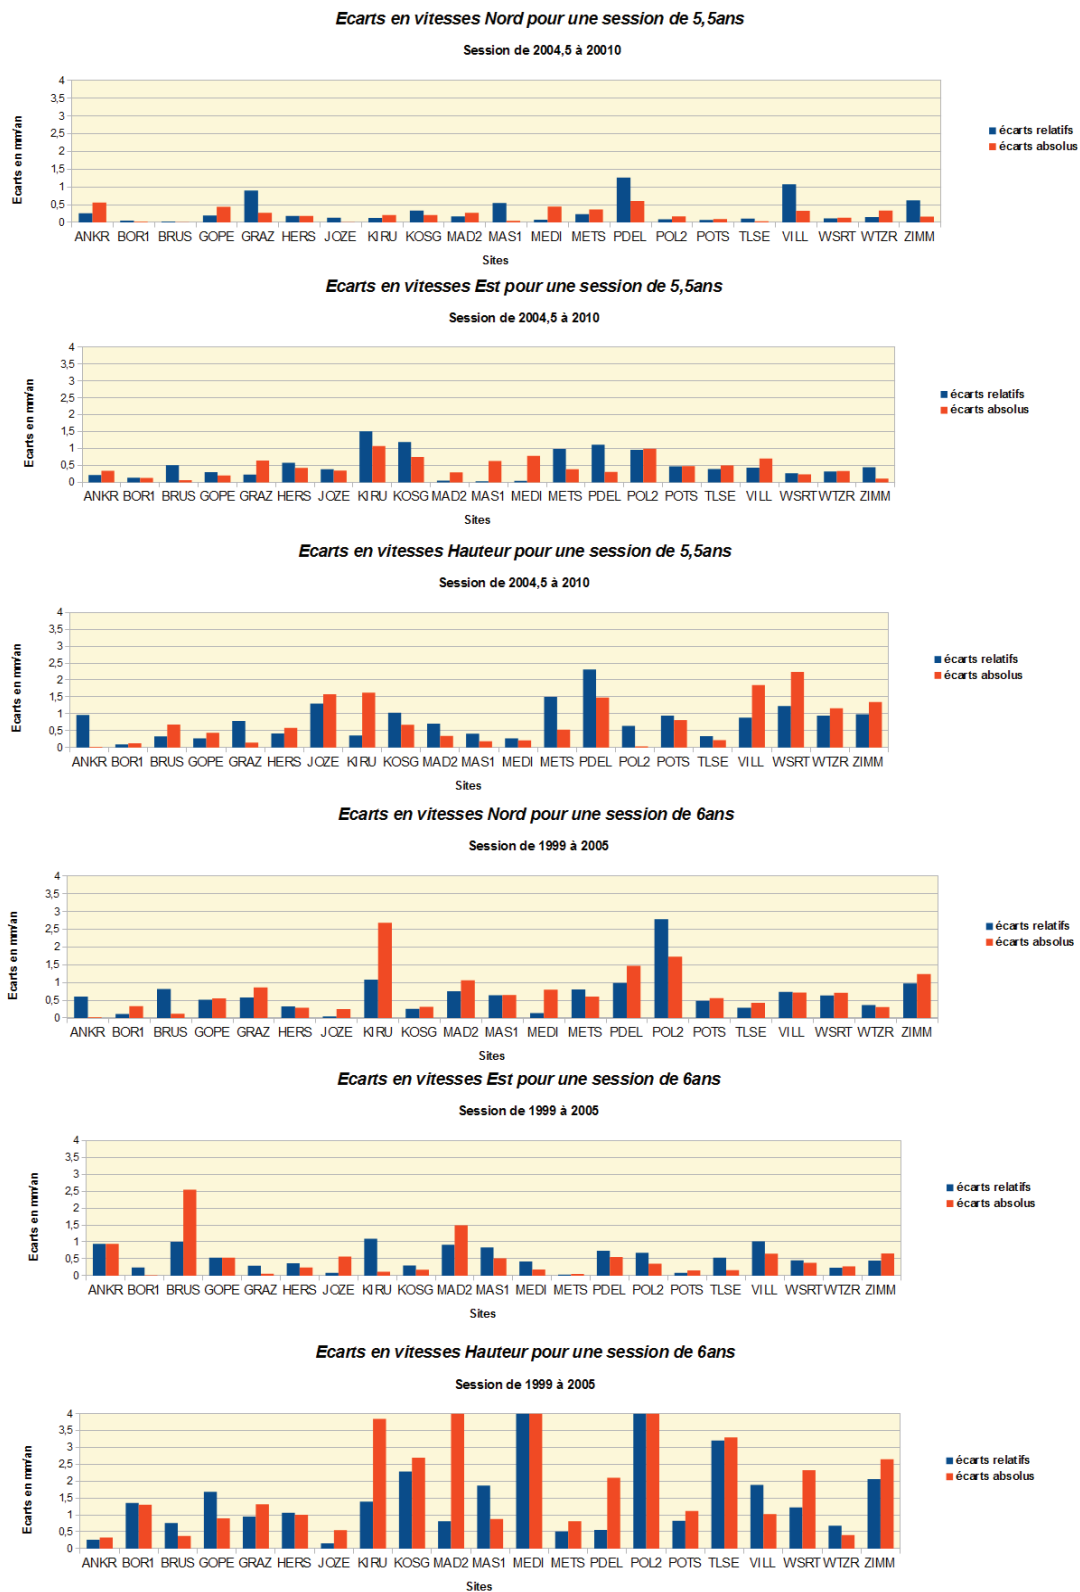 Ecarts en vitesses Nord pour une session de 5,5ans
Session de 2004,5 à 20010
Ecarts en mm/an
4
3,5
3
2,5
2
1,5
1
0,5
0
ANKR BOR1 BRUS GOPE GRAZ HERS JOZE KIRU KOSG MAD2 MAS1 MEDI METS PDEL POL2 POTS TLSE VILL WSRT WTZR ZIMM
Sites
écarts relatifs
écarts absolus
Ecarts en vitesses Est pour une session de 5,5ans
Session de 2004,5 à 2010
Ecarts en mm/an
4
3,5
3
2,5
2
1,5
1
0,5
0
ANKR BOR1 BRUS GOPE GRAZ HERS JOZE KIRU KOSG MAD2 MAS1 MEDI METS PDEL POL2 POTS TLSE VILL WSRT WTZR ZIMM
Sites
écarts relatifs
écarts absolus
Ecarts en vitesses Hauteur pour une session de 5,5ans
Session de 2004,5 à 2010
Ecarts en mm/an
4
3,5
3
2,5
2
1,5
1
0,5
0
ANKR BOR1 BRUS GOPE GRAZ HERS JOZE KIRU KOSG MAD2 MAS1 MEDI METS PDEL POL2 POTS TLSE VILL WSRT WTZR ZIMM
Sites
écarts relatifs
écarts absolus
Ecarts en vitesses Nord pour une session de 6ans
Session de 1999 à 2005
Ecarts en mm/an
4
3,5
3
2,5
2
1,5
1
0,5
0
ANKR BOR1 BRUS GOPE GRAZ HERS JOZE KIRU KOSG MAD2 MAS1 MEDI METS PDEL POL2 POTS TLSE VILL WSRT WTZR ZIMM
Sites
écarts relatifs
écarts absolus
Ecarts en vitesses Est pour une session de 6ans
Session de 1999 à 2005
Ecarts en mm/an
4
3,5
3
2,5
2
1,5
1
0,5
0
ANKR BOR1 BRUS GOPE GRAZ HERS JOZE KIRU KOSG MAD2 MAS1 MEDI METS PDEL POL2 POTS TLSE VILL WSRT WTZR ZIMM
Sites
écarts relatifs
écarts absolus
Ecarts en vitesses Hauteur pour une session de 6ans
Session de 1999 à 2005
Ecarts en mm/an
4
3,5
3
2,5
2
1,5
1
0,5
0
ANKR BOR1 BRUS GOPE GRAZ HERS JOZE KIRU KOSG MAD2 MAS1 MEDI METS PDEL POL2 POTS TLSE VILL WSRT WTZR ZIMM
Sites
écarts relatifs
écarts absolus